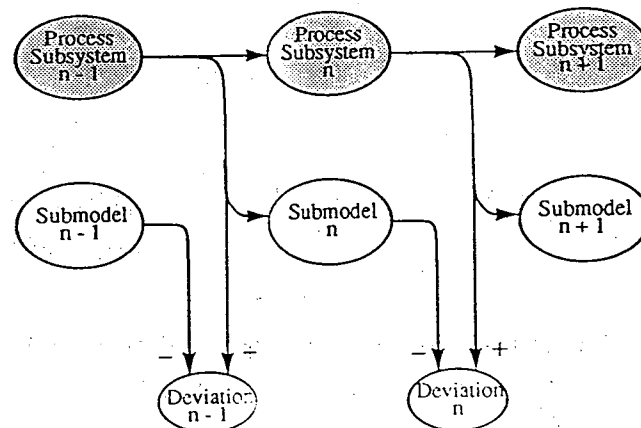 Process
Subsystem
n - 1
Process
Subsystem
n
Process
Subsystem
n + 1
Submodel
n - 1
Submodel
n
Submodel
n + 1
− +
− +
Deviation
n - 1
Deviation
n